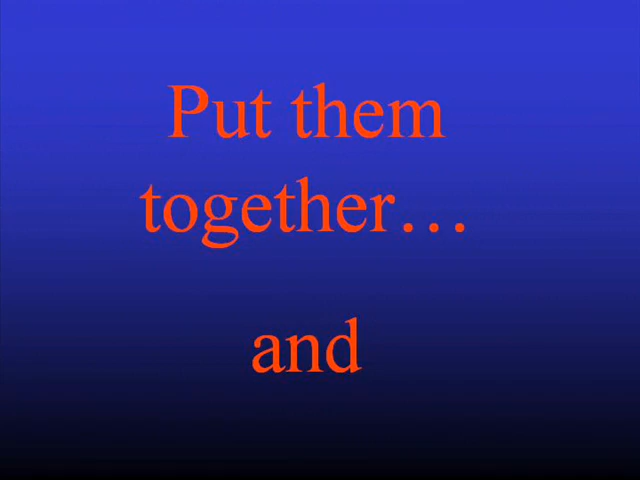 Put them
together…
and